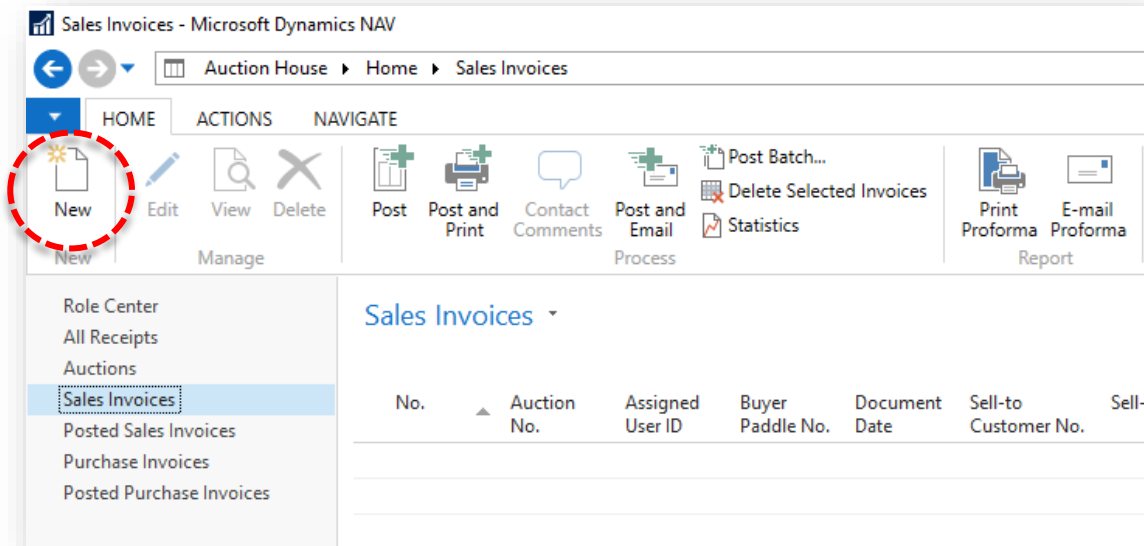 Sales Invoices - Microsoft Dynamics NAV
Auction House Home Sales Invoices
HOME ACTIONS NAVIGATE
New
Edit
View
Delete
Post
Post and
Print
Contact
Comments
Post and
Email
Post Batch...
Delete Selected Invoices
Statistics
Print
Proforma
E-mail
Proforma
New
Manage
Process
Report
Role Center
All Receipts
Auctions
Sales Invoices
Posted Sales Invoices
Purchase Invoices
Posted Purchase Invoices
Sales Invoices
No.
Auction
No.
Assigned
User ID
Buyer
Paddle No.
Document
Date
Sell-to
Customer No.
Sell-